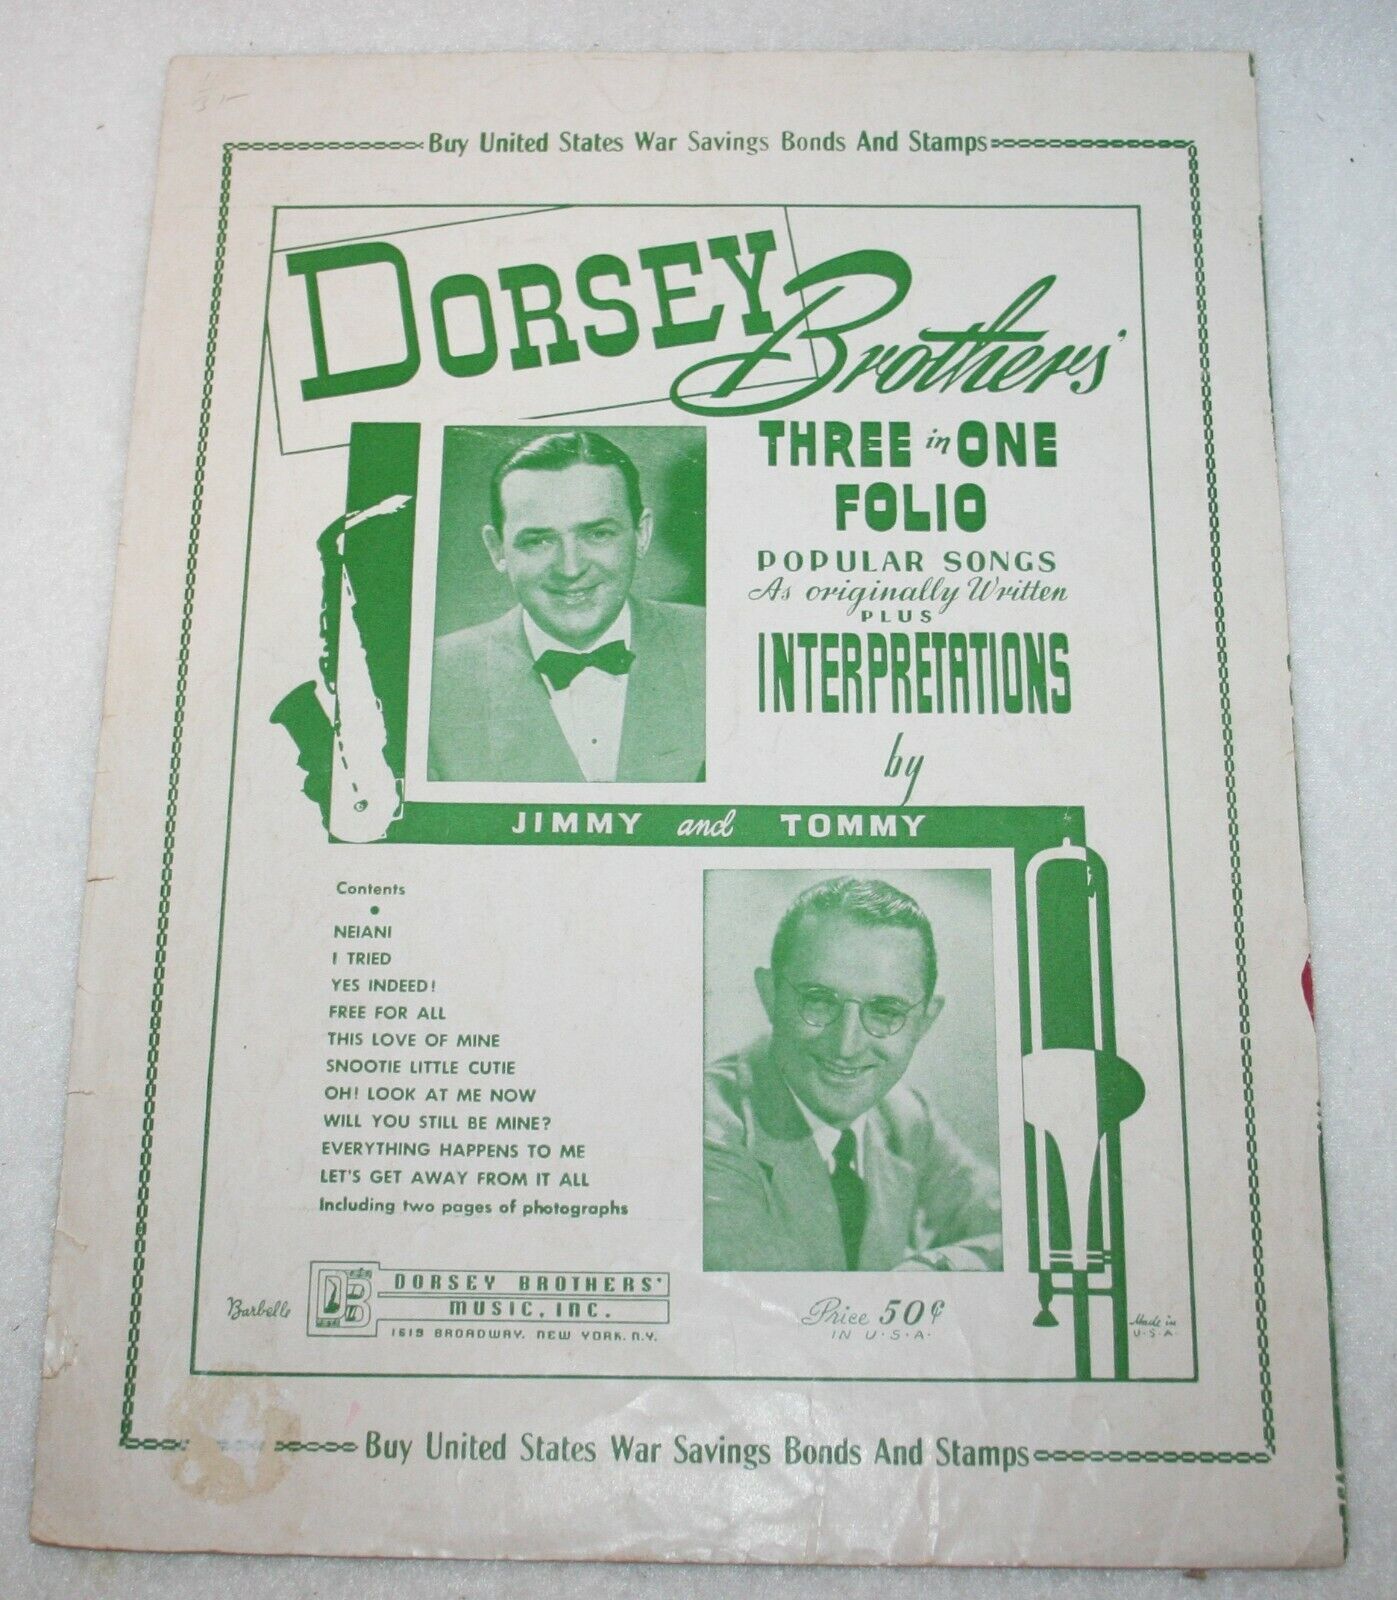 Buy United States War Savings Bonds And Stamps
DORSEY Brothers'
THREE in ONE
FOLIO
POPULAR SONGS
As originally Written
PLUS
INTERPRETATIONS
by
JIMMY and TOMMY
Contents
NEIANI
I TRIED
YES INDEED!
FREE FOR ALL
THIS LOVE OF MINE
SNOOTIE LITTLE CUTIE
OH! LOOK AT ME NOW
WILL YOU STILL BE MINE?
EVERYTHING HAPPENS TO ME
LET'S GET AWAY FROM IT ALL
Including two pages of photographs
Barbelle
DB
DORSEY BROTHERS'
MUSIC, INC.
1619 BROADWAY, NEW YORK, N.Y.
Price 50¢
IN U.S.A.
Made in
U.S.A.
Buy United States War Savings Bonds And Stamps